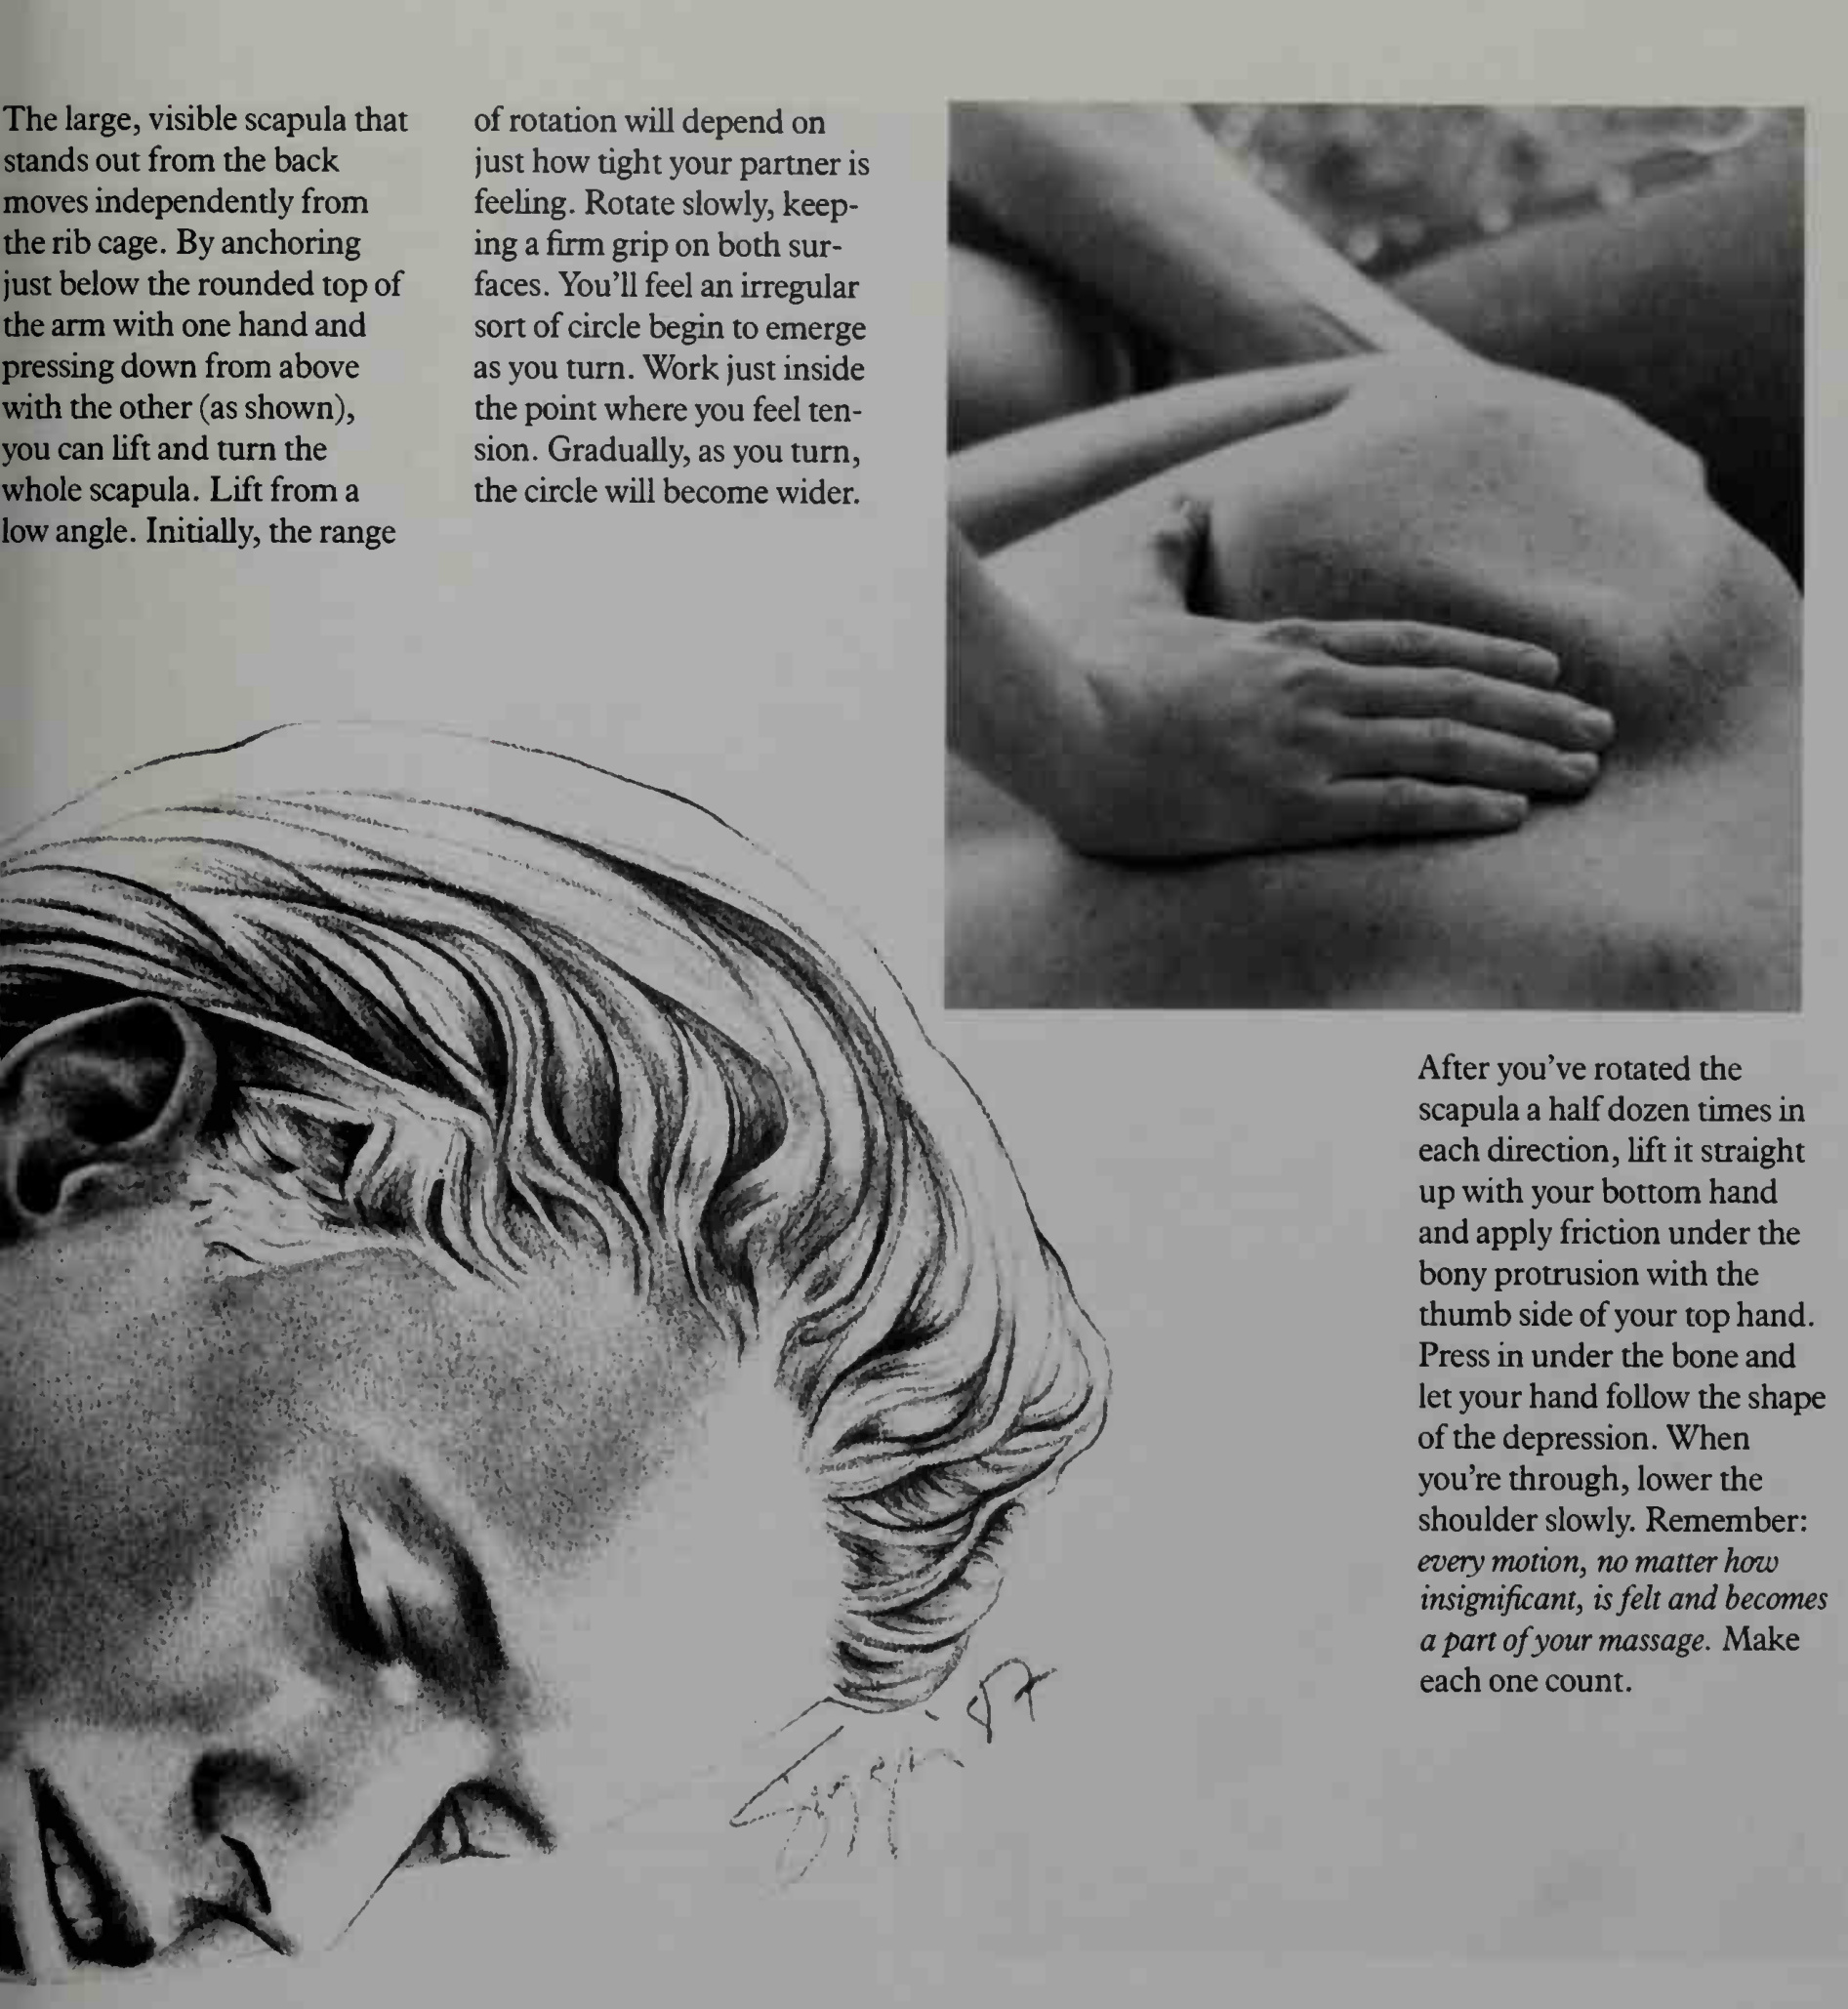 The large, visible scapula that
stands out from the back
moves independently from
the rib cage. By anchoring
just below the rounded top of
the arm with one hand and
pressing down from above
with the other (as shown),
you can lift and turn the
whole scapula. Lift from a
low angle. Initially, the range
of rotation will depend on
just how tight your partner is
feeling. Rotate slowly, keep-
ing a firm grip on both sur-
faces. You'll feel an irregular
sort of circle begin to emerge
as you turn. Work just inside
the point where you feel ten-
sion. Gradually, as you turn,
the circle will become wider.
After you've rotated the
scapula a half dozen times in
each direction, lift it straight
up with your bottom hand
and apply friction under the
bony protrusion with the
thumb side of your top hand.
Press in under the bone and
let your hand follow the shape
of the depression. When
you're through, lower the
shoulder slowly. Remember:
every motion, no matter how
insignificant, is felt and becomes
a part of your massage. Make
each one count.